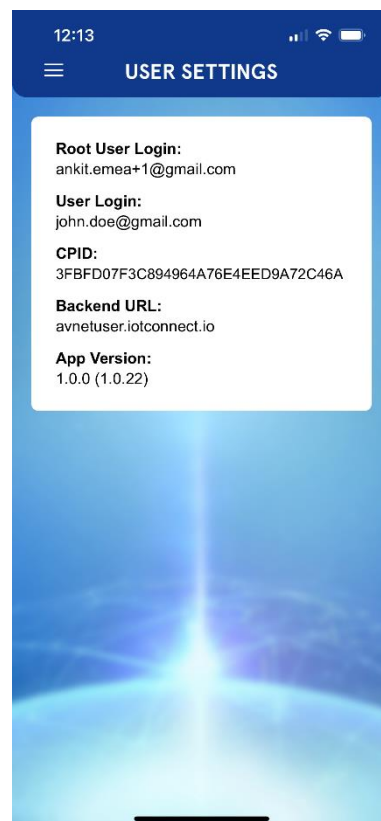 12:13
USER SETTINGS
Root User Login:
ankit.emea+1@gmail.com
User Login:
john.doe@gmail.com
CPID:
3FBFD07F3C894964A76E4EED9A72C46A
Backend URL:
avnetuser.iotconnect.io
App Version:
1.0.0 (1.0.22)